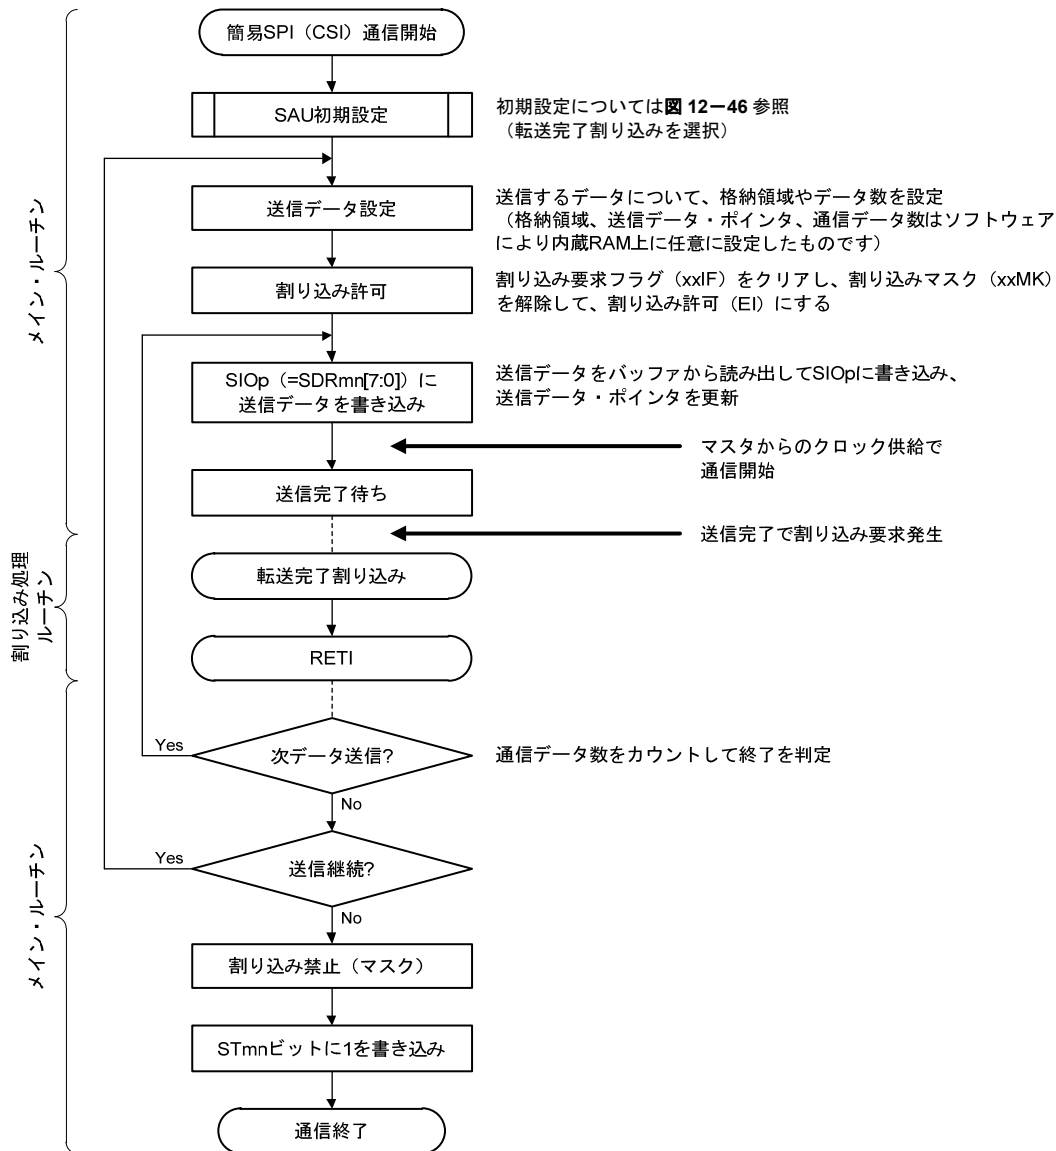 簡易SPI（CSI）通信開始
SAU初期設定
初期設定については図 12－46 参照
（転送完了割り込みを選択）
送信データ設定
送信するデータについて、格納領域やデータ数を設定
（格納領域、送信データ・ポインタ、通信データ数はソフトウェア
により内蔵RAM上に任意に設定したものです）
割り込み許可
割り込み要求フラグ（xxIF）をクリアし、割り込みマスク（xxMK）
を解除して、割り込み許可（EI）にする
メイン・ルーチン
SIOp（=SDRmn[7:0]）に
送信データを書き込み
送信データをバッファから読み出してSIOpに書き込み、
送信データ・ポインタを更新
マスタからのクロック供給で
通信開始
送信完了待ち
送信完了で割り込み要求発生
割り込み処理
ルーチン
転送完了割り込み
RETI
次データ送信?
Yes
No
通信データ数をカウントして終了を判定
送信継続?
Yes
No
メイン・ルーチン
割り込み禁止（マスク）
STmnビットに1を書き込み
通信終了